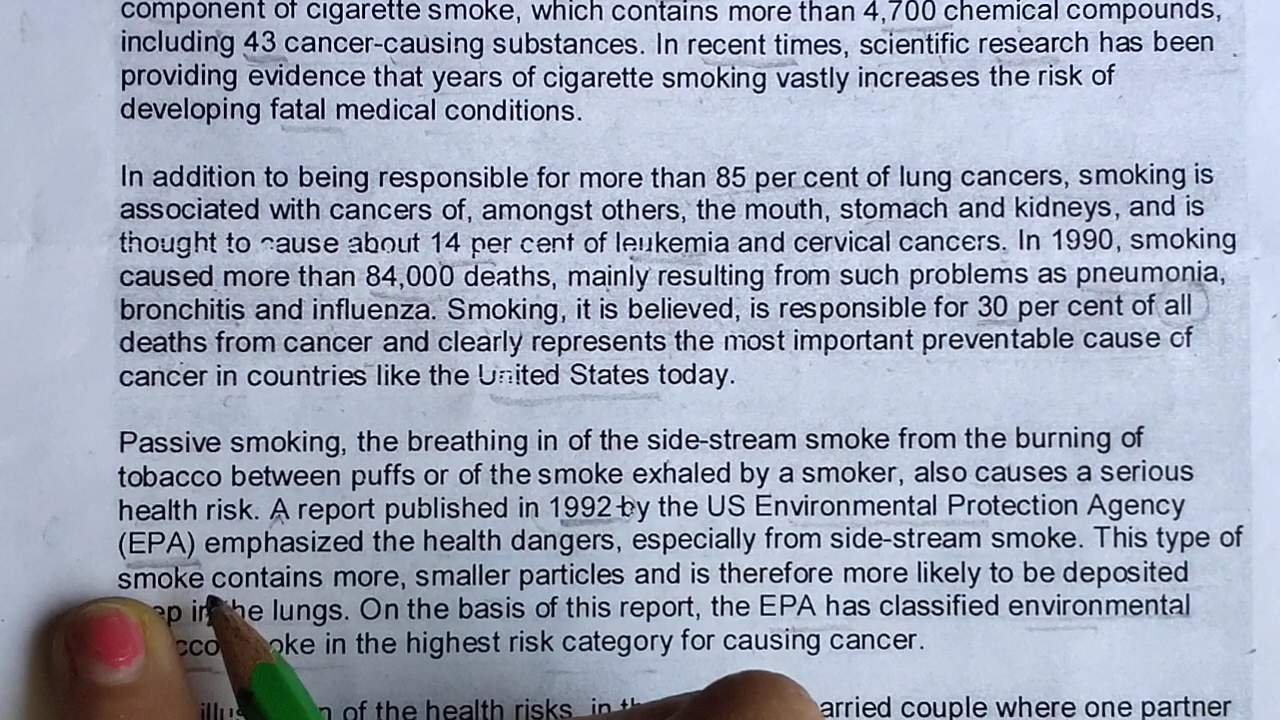 component of cigarette smoke, which contains more than 4,700 chemical compounds,
including 43 cancer-causing substances. In recent times, scientific research has been
providing evidence that years of cigarette smoking vastly increases the risk of
developing fatal medical conditions.
In addition to being responsible for more than 85 per cent of lung cancers, smoking is
associated with cancers of, amongst others, the mouth, stomach and kidneys, and is
thought to cause about 14 per cent of leukemia and cervical cancers. In 1990, smoking
caused more than 84,000 deaths, mainly resulting from such problems as pneumonia,
bronchitis and influenza. Smoking, it is believed, is responsible for 30 per cent of all
deaths from cancer and clearly represents the most important preventable cause of
cancer in countries like the United States today.
Passive smoking, the breathing in of the side-stream smoke from the burning of
tobacco between puffs or of the smoke exhaled by a smoker, also causes a serious
health risk. A report published in 1992 by the US Environmental Protection Agency
(EPA) emphasized the health dangers, especially from side-stream smoke. This type of
smoke contains more, smaller particles and is therefore more likely to be deposited
in the lungs. On the basis of this report, the EPA has classified environmental
in the highest risk category for causing cancer.
of the health risks, in arried couple where one partner